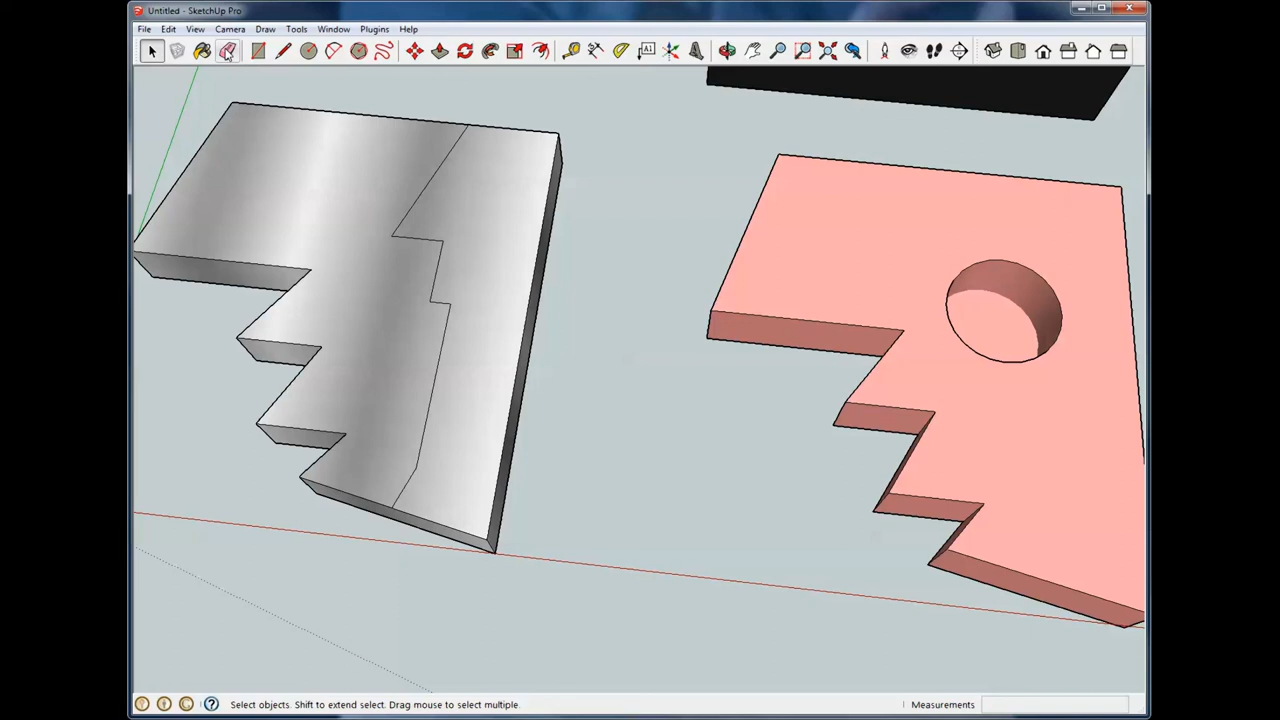 Untitled - SketchUp Pro
File Edit View Camera Draw Tools Window Plugins Help
A1
Select objects. Shift to extend select. Drag mouse to select multiple.
Measurements